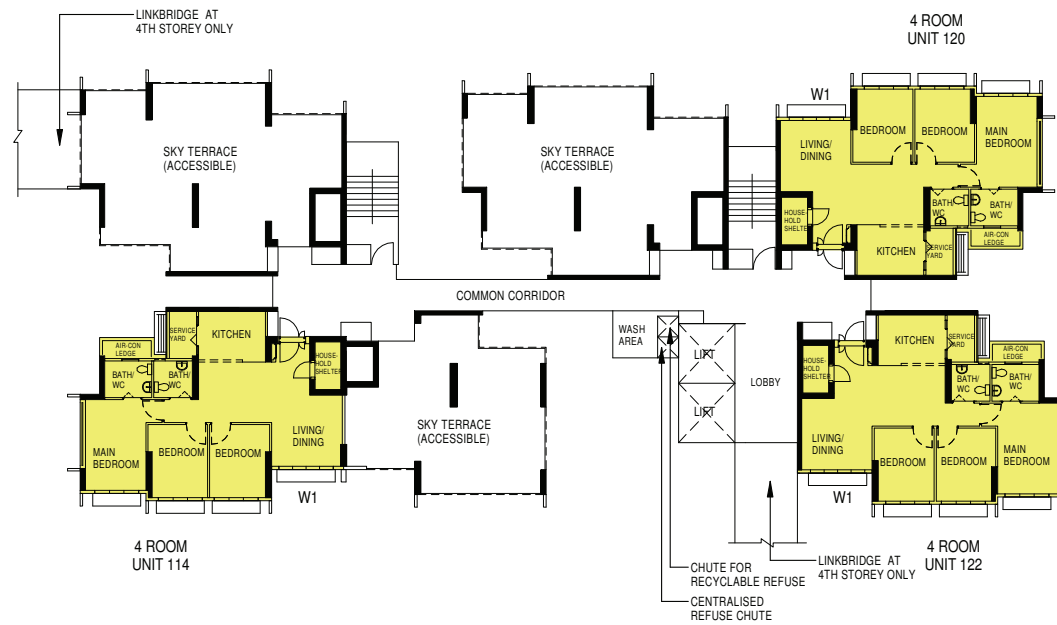 LINKBRIDGE AT
4TH STOREY ONLY
4 ROOM
UNIT 120
W1
BEDROOM
BEDROOM
MAIN
BEDROOM
LIVING/
DINING
SKY TERRACE
(ACCESSIBLE)
SKY TERRACE
(ACCESSIBLE)
HOUSE-
HOLD
SHELTER
BATH/
WC
BATH/
WC
AIR-CON
LEDGE
KITCHEN
SERVICE
YARD
COMMON CORRIDOR
SERVICE
YARD
KITCHEN
AIR-CON
LEDGE
BATH/
WC
BATH/
WC
HOUSE-
HOLD
SHELTER
MAIN
BEDROOM
BEDROOM
BEDROOM
LIVING/
DINING
W1
4 ROOM
UNIT 114
SKY TERRACE
(ACCESSIBLE)
WASH
AREA
LIFT
LIFT
LOBBY
HOUSE-
HOLD
SHELTER
KITCHEN
SERVICE
YARD
AIR-CON
LEDGE
BATH/
WC
BATH/
WC
LIVING/
DINING
BEDROOM
BEDROOM
MAIN
BEDROOM
W1
4 ROOM
UNIT 122
LINKBRIDGE AT
4TH STOREY ONLY
CHUTE FOR
RECYCLABLE REFUSE
CENTRALISED
REFUSE CHUTE